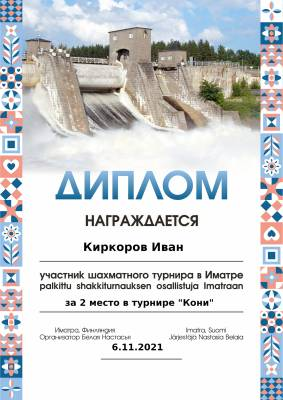 ДИПЛОМ
НАГРАЖДАЕТСЯ
Киркоров Иван
участник шахматного турнира в Иматре
palkittu shakkiturnauksen osallistuja Imatraan
за 2 место в турнире "Кони"
Иматра, Финляндия
Организатор Белая Настасья
Imatra, Suomi
Järjestäjä Nastasia Belaia
6.11.2021